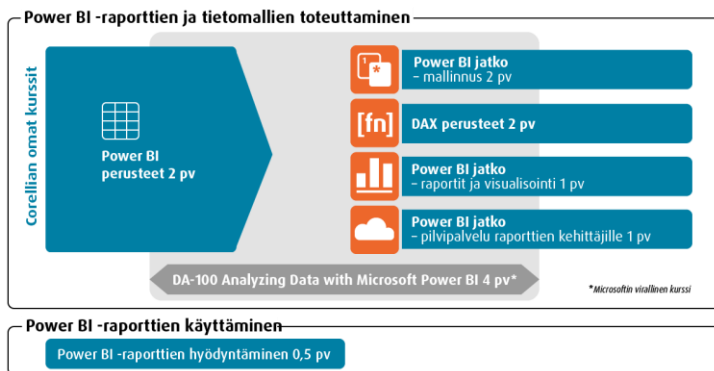 Power BI -raporttien ja tietomallien toteuttaminen
Corellian omat kurssit
Power BI
perusteet 2 pv
1
*
Power BI jatko
– mallinnus 2 pv
[fn]
DAX perusteet 2 pv
Power BI jatko
– raportit ja visualisointi 1 pv
Power BI jatko
– pilvipalvelu raporttien kehittäjille 1 pv
DA-100 Analyzing Data with Microsoft Power BI 4 pv*
*Microsoftin virallinen kurssi
Power BI -raporttien käyttäminen
Power BI -raporttien hyödyntäminen 0,5 pv